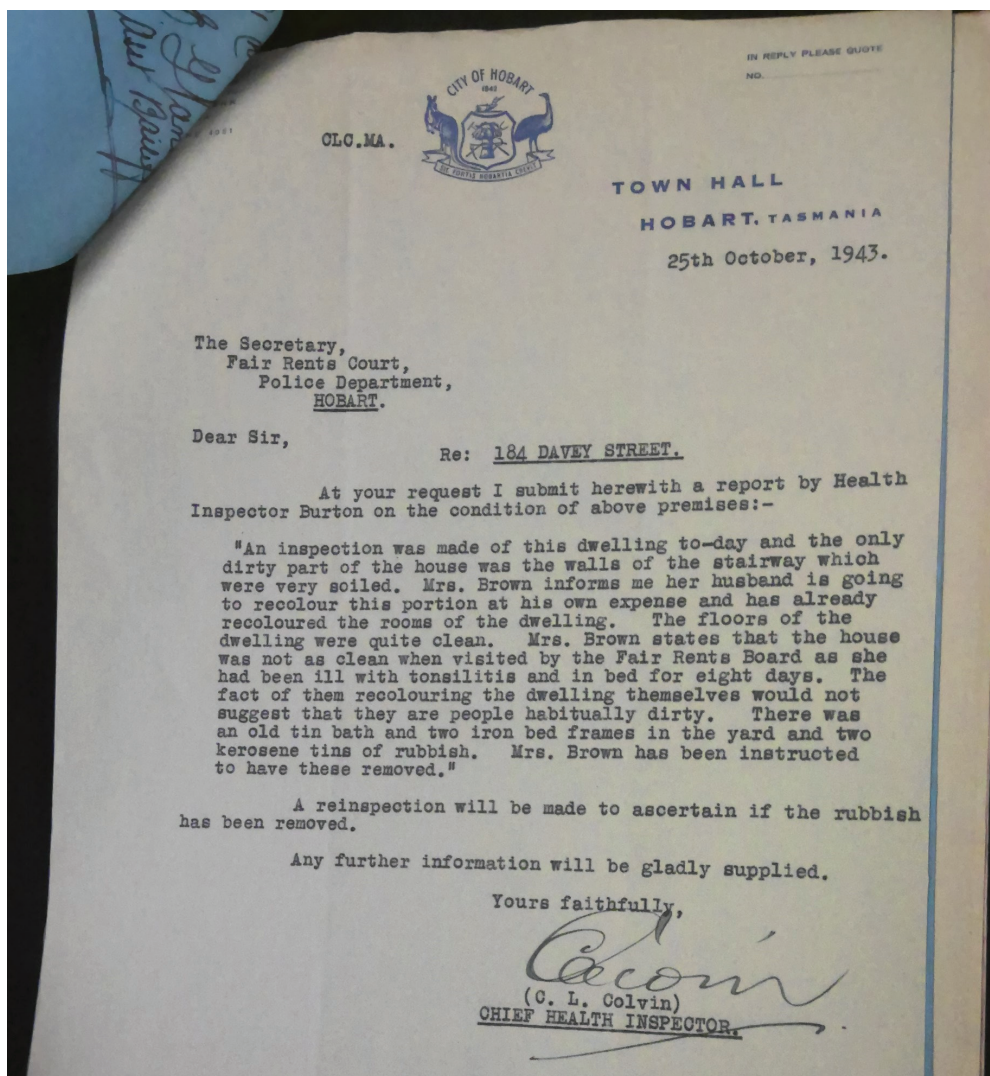 IN REPLY PLEASE QUOTE
NO.
CITY OF HOBART
CLC.MA.
SIC FORTIS HOBARTIA CREVIT
TOWN HALL
HOBART. TASMANIA
25th October, 1943.
The Secretary,
Fair Rents Court,
Police Department,
HOBART.
Dear Sir,
Re: 184 DAVEY STREET.
At your request I submit herewith a report by Health
Inspector Burton on the condition of above premises:-
"An inspection was made of this dwelling to-day and the only
dirty part of the house was the walls of the stairway which
were very soiled. Mrs. Brown informs me her husband is going
to recolour this portion at his own expense and has already
recoloured the rooms of the dwelling. The floors of the
dwelling were quite clean. Mrs. Brown states that the house
was not as clean when visited by the Fair Rents Board as she
had been ill with tonsilitis and in bed for eight days. The
fact of them recolouring the dwelling themselves would not
suggest that they are people habitually dirty. There was
an old tin bath and two iron bed frames in the yard and two
kerosene tins of rubbish. Mrs. Brown has been instructed
to have these removed."
A reinspection will be made to ascertain if the rubbish
has been removed.
Any further information will be gladly supplied.
Yours faithfully,
(C. L. Colvin)
CHIEF HEALTH INSPECTOR.